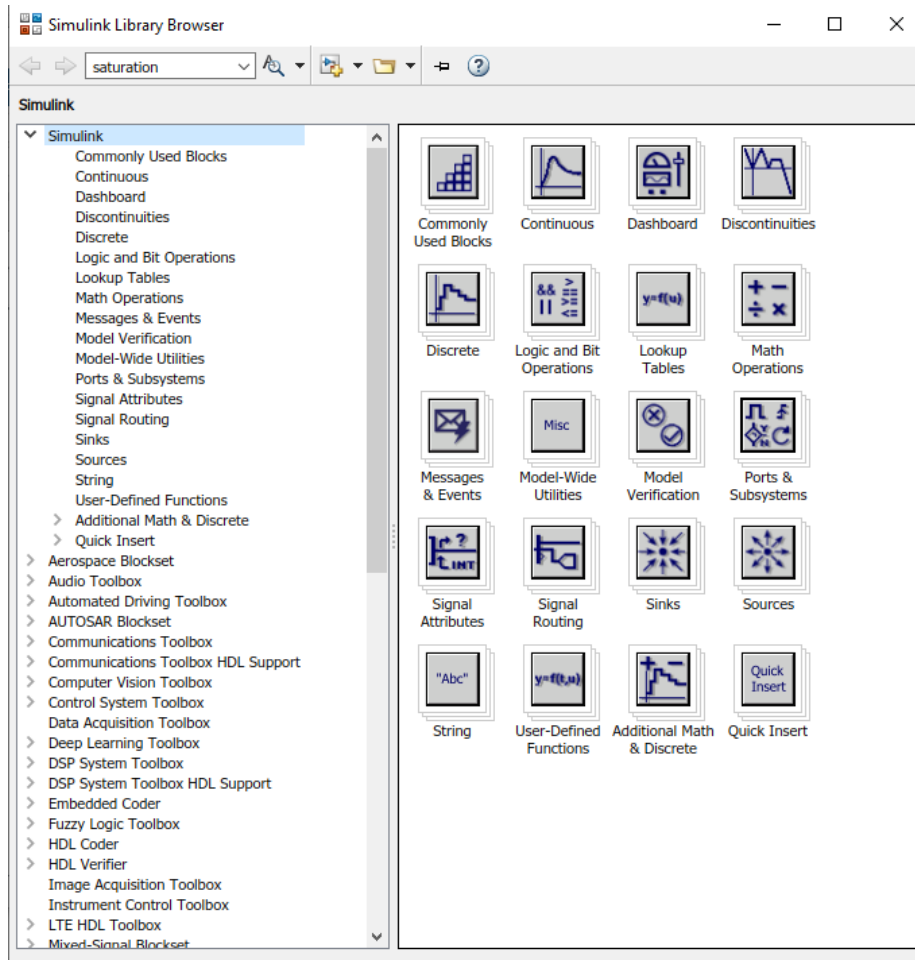 Simulink Library Browser
saturation
Simulink
Simulink
Commonly Used Blocks
Continuous
Dashboard
Discontinuities
Discrete
Logic and Bit Operations
Lookup Tables
Math Operations
Messages & Events
Model Verification
Model-Wide Utilities
Ports & Subsystems
Signal Attributes
Signal Routing
Sinks
Sources
String
User-Defined Functions
Additional Math & Discrete
Quick Insert
Aerospace Blockset
Audio Toolbox
Automated Driving Toolbox
AUTOSAR Blockset
Communications Toolbox
Communications Toolbox HDL Support
Computer Vision Toolbox
Control System Toolbox
Data Acquisition Toolbox
Deep Learning Toolbox
DSP System Toolbox
DSP System Toolbox HDL Support
Embedded Coder
Fuzzy Logic Toolbox
HDL Coder
HDL Verifier
Image Acquisition Toolbox
Instrument Control Toolbox
LTE HDL Toolbox
Mixed-Signal Blockset
Commonly
Used Blocks
Continuous
Dashboard
Discontinuities
&& > == 
|| >= <=
y=f(u)
+ −
÷ ×
Discrete
Logic and Bit
Operations
Lookup
Tables
Math
Operations
Misc
Y
N
Messages
& Events
Model-Wide
Utilities
Model
Verification
Ports &
Subsystems
?
INT
Signal
Attributes
Signal
Routing
Sinks
Sources
"Abc"
y=f(t,u)
+ −
Quick
Insert
String
User-Defined
Functions
Additional Math
& Discrete
Quick Insert